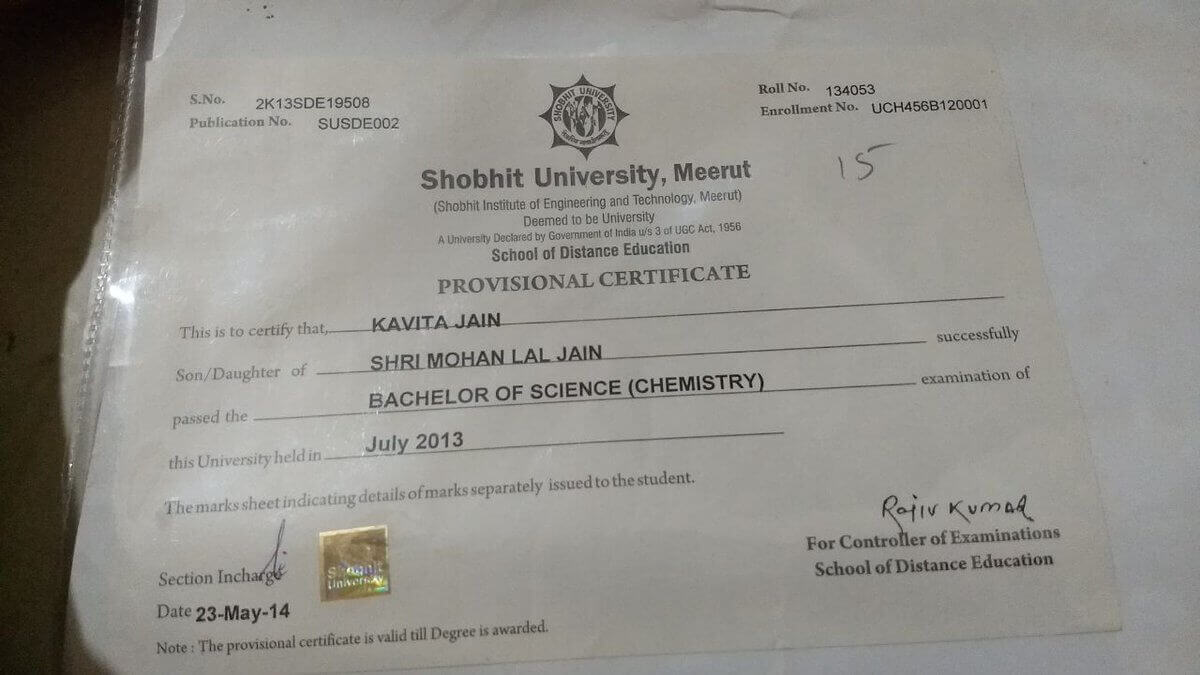 S.No. 2K13SDE19508
Publication No. SUSDE002
Roll No. 134053
Enrollment No. UCH456B120001
SHOBHIT UNIVERSITY
15
Shobhit University, Meerut
(Shobhit Institute of Engineering and Technology, Meerut)
Deemed to be University
A University Declared by Government of India u/s 3 of UGC Act, 1956
School of Distance Education
PROVISIONAL CERTIFICATE
This is to certify that, KAVITA JAIN
Son/Daughter of SHRI MOHAN LAL JAIN successfully
passed the BACHELOR OF SCIENCE (CHEMISTRY) examination of
this University held in July 2013
The marks sheet indicating details of marks separately issued to the student.
Rajiv Kumar
For Controller of Examinations
School of Distance Education
Section Incharge
Shobhit
University
Date 23-May-14
Note : The provisional certificate is valid till Degree is awarded.